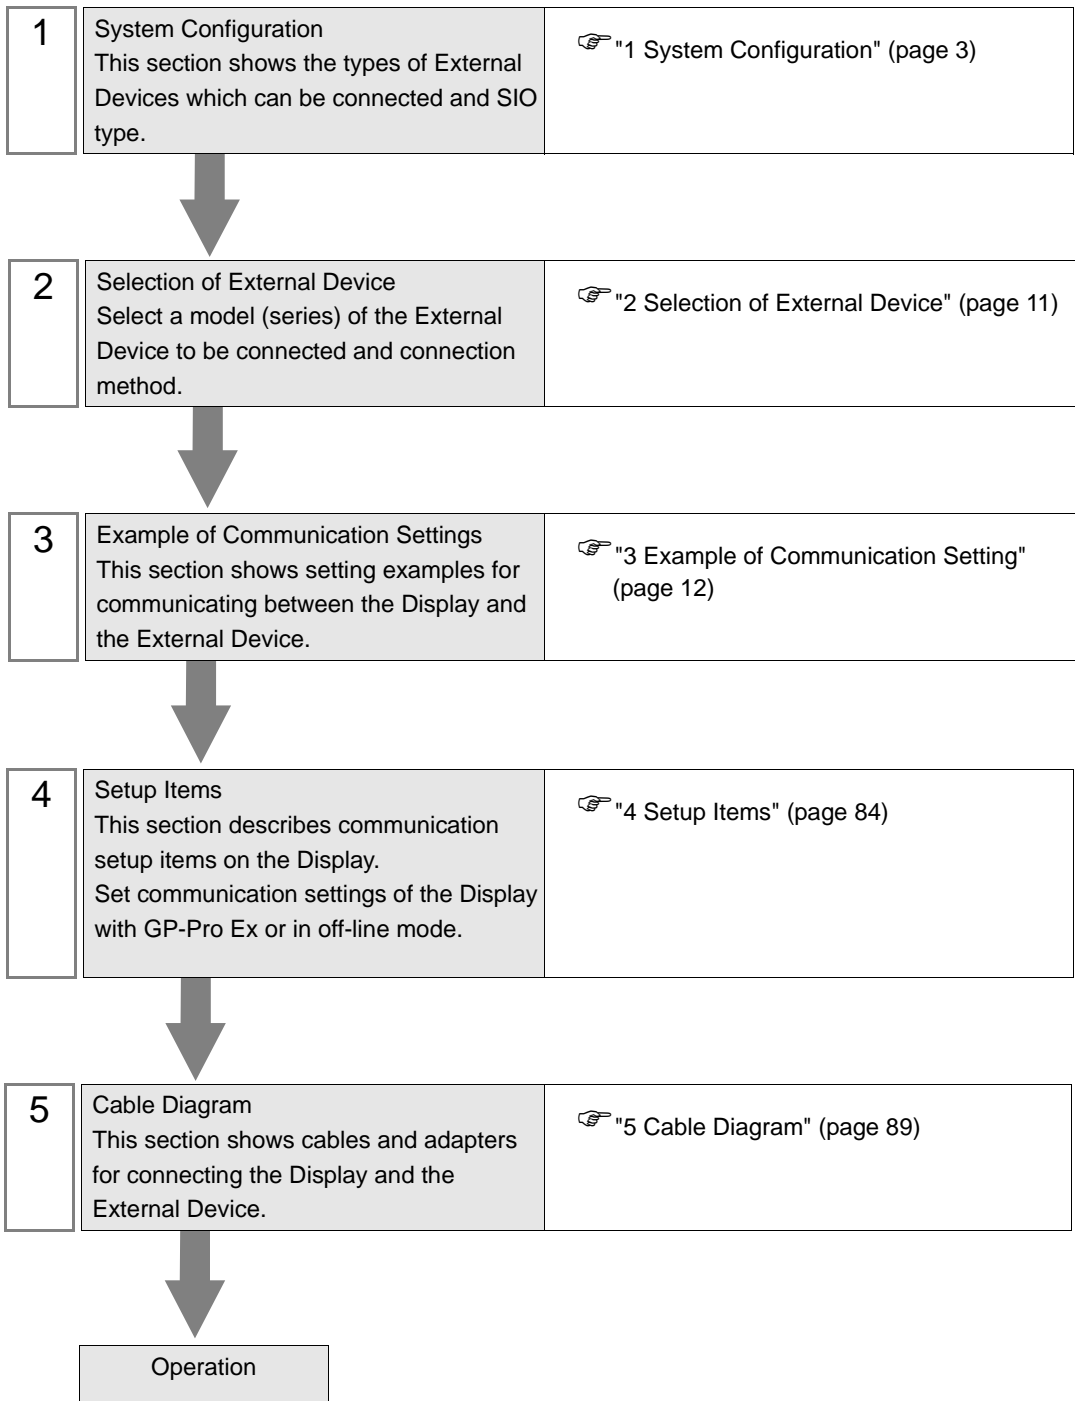 1
System Configuration
This section shows the types of External
Devices which can be connected and SIO
type.
"1 System Configuration" (page 3)
2
Selection of External Device
Select a model (series) of the External
Device to be connected and connection
method.
"2 Selection of External Device" (page 11)
3
Example of Communication Settings
This section shows setting examples for
communicating between the Display and
the External Device.
"3 Example of Communication Setting"
(page 12)
4
Setup Items
This section describes communication
setup items on the Display.
Set communication settings of the Display
with GP-Pro Ex or in off-line mode.
"4 Setup Items" (page 84)
5
Cable Diagram
This section shows cables and adapters
for connecting the Display and the
External Device.
"5 Cable Diagram" (page 89)
Operation